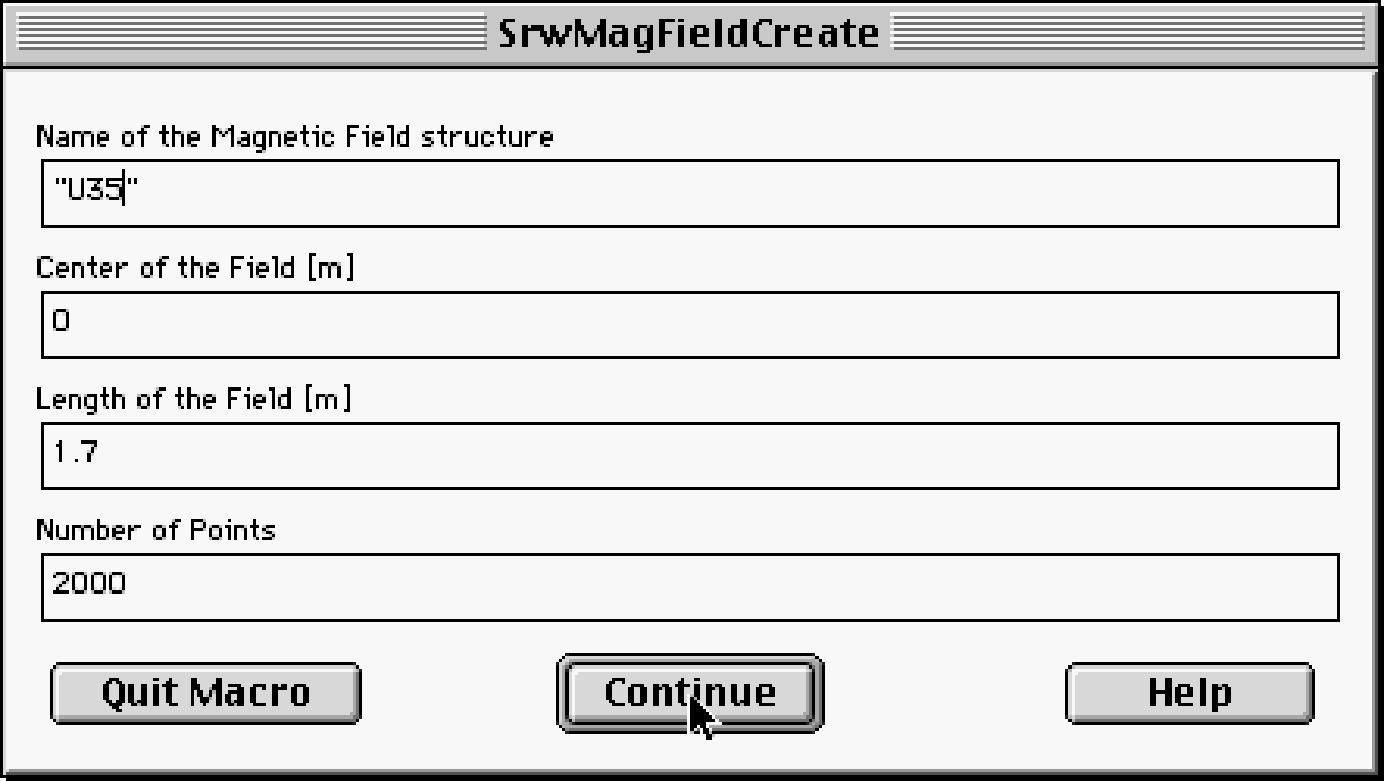 SrwMagFieldCreate
Name of the Magnetic Field structure
"U35"
Center of the Field [m]
0
Length of the Field [m]
1.7
Number of Points
2000
Quit Macro
Continue
Help